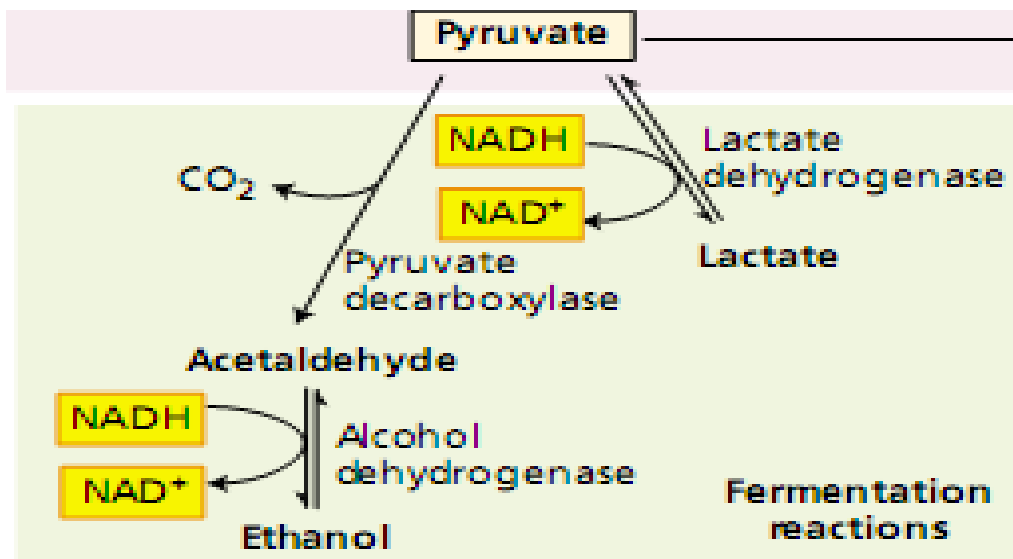 Pyruvate
NADH
Lactate
dehydrogenase
CO₂
NAD⁺
Lactate
Pyruvate
decarboxylase
Acetaldehyde
NADH
Alcohol
dehydrogenase
NAD⁺
Fermentation
reactions
Ethanol